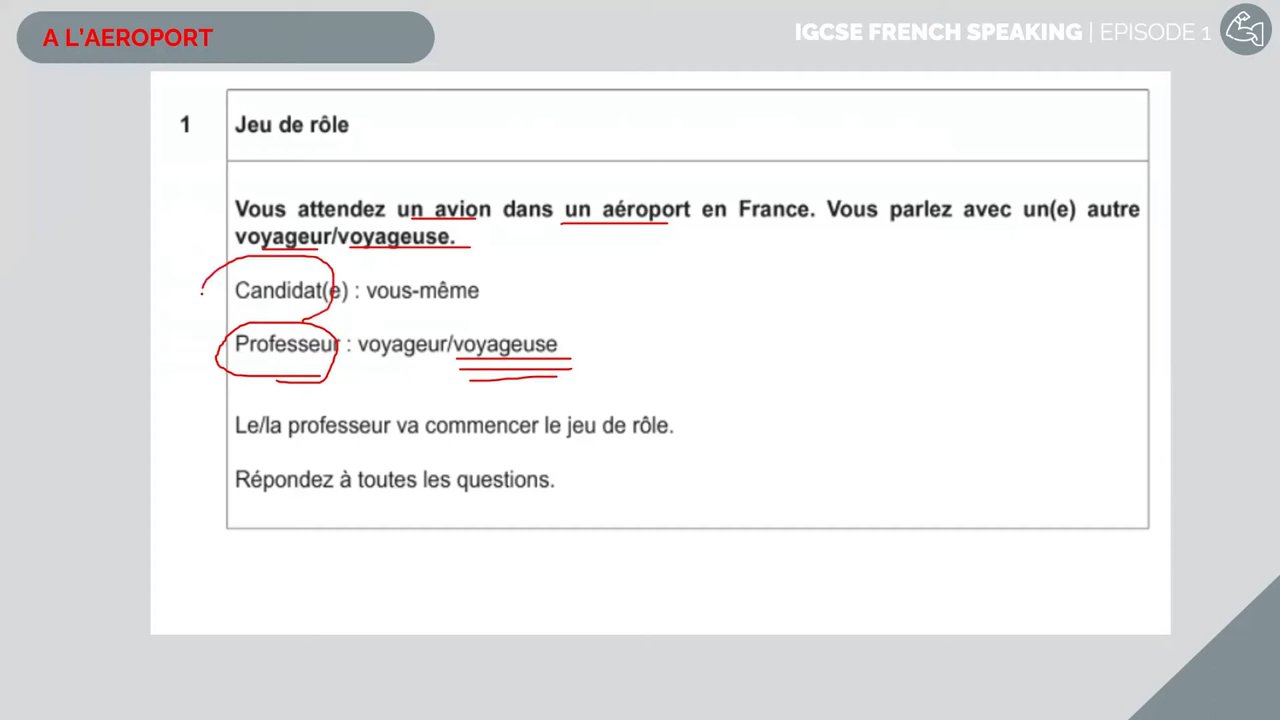 A L’AEROPORT
IGCSE FRENCH SPEAKING | EPISODE 1
1 Jeu de rôle
Vous attendez un avion dans un aéroport en France. Vous parlez avec un(e) autre
voyageur/voyageuse.
Candidat(e) : vous-même
Professeur : voyageur/voyageuse
Le/la professeur va commencer le jeu de rôle.
Répondez à toutes les questions.